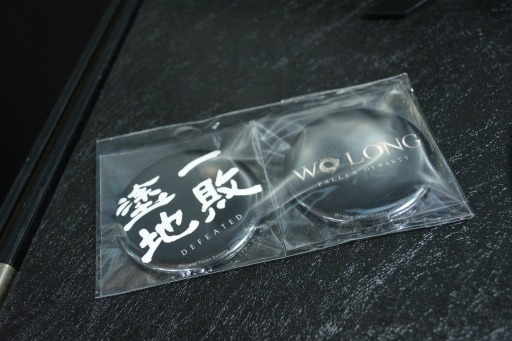 一敗
塗地
DEFEATED
WO LONG
FALLEN DYNASTY